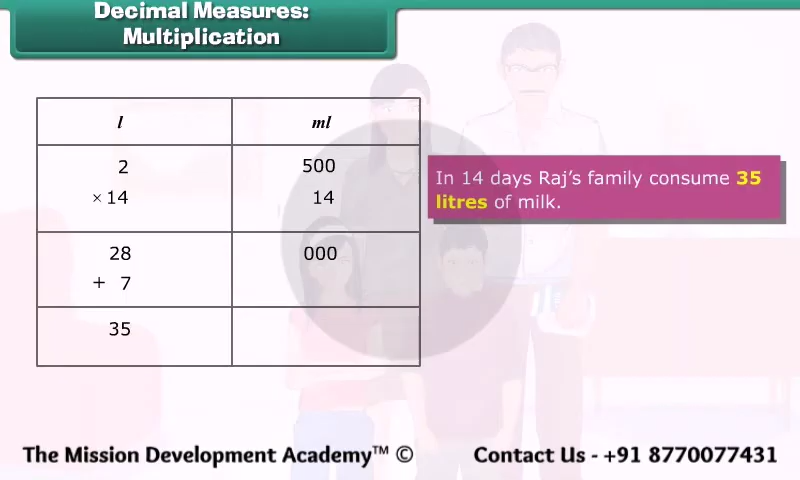 Decimal Measures:
Multiplication
l ml
2 500
×14 14
28 000
+ 7
35
In 14 days Raj's family consume 35
litres of milk.
The Mission Development Academy™ © Contact Us - +91 8770077431